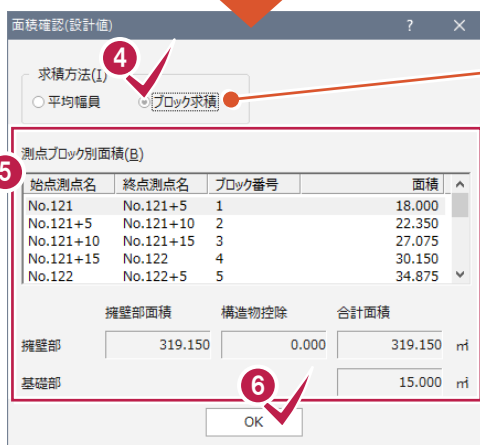 面積確認(設計値) ? ×
4
求積方法(I)
平均幅員 ブロック求積
5
測点ブロック別面積(B)
始点測点名 終点測点名 ブロック番号 面積
No.121 No.121+5 1 18.000
No.121+5 No.121+10 2 22.350
No.121+10 No.121+15 3 27.075
No.121+15 No.122 4 30.150
No.122 No.122+5 5 34.875
擁壁部面積 構造物控除 合計面積
擁壁部 319.150 0.000 319.150 ㎡
基礎部 15.000 ㎡
6
OK